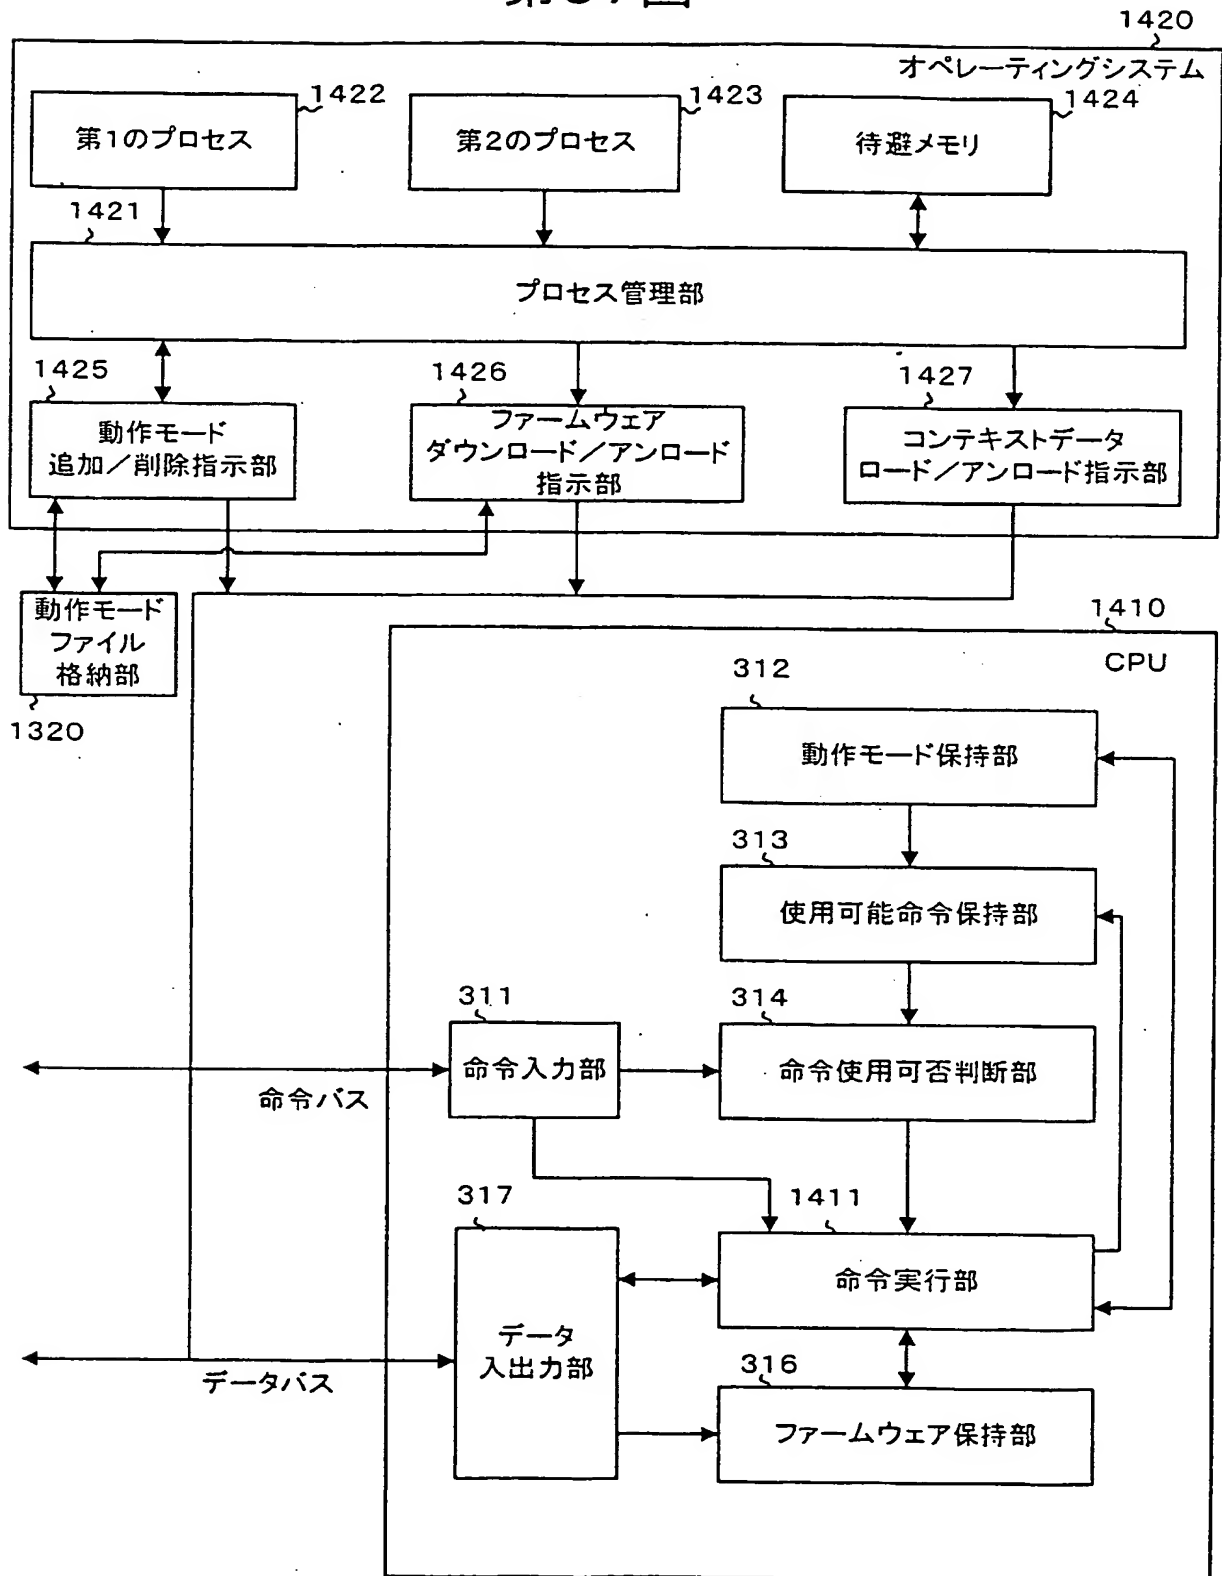 1420
オペレーティングシステム
1422
第1のプロセス
1423
第2のプロセス
1424
待避メモリ
1421
プロセス管理部
1425
動作モード
追加/削除指示部
1426
ファームウェア
ダウンロード/アンロード
指示部
1427
コンテキストデータ
ロード/アンロード指示部
動作モード
ファイル
格納部
1320
1410
CPU
312
動作モード保持部
313
使用可能命令保持部
311
命令入力部
314
命令使用可否判断部
命令バス
317
データ
入出力部
1411
命令実行部
データバス
316
ファームウェア保持部